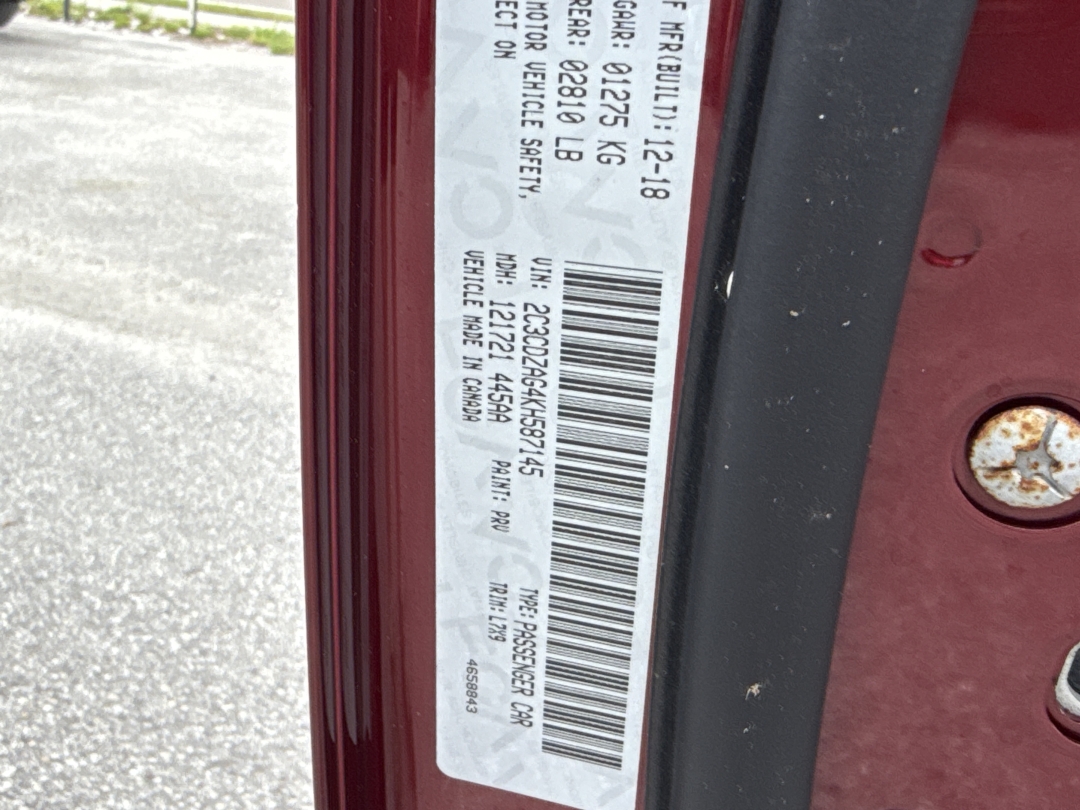 F MFR(BUILT): 12-18
GAWR: 01275 KG
REAR: 02810 LB
MOTOR VEHICLE SAFETY,
ECT ON
VIN: 2C3CDZAG4KH587145
TYPE: PASSENGER CAR
MDH: 121721 445AA PAINT: PRV TRIM: L7X9
VEHICLE MADE IN CANADA
4658843